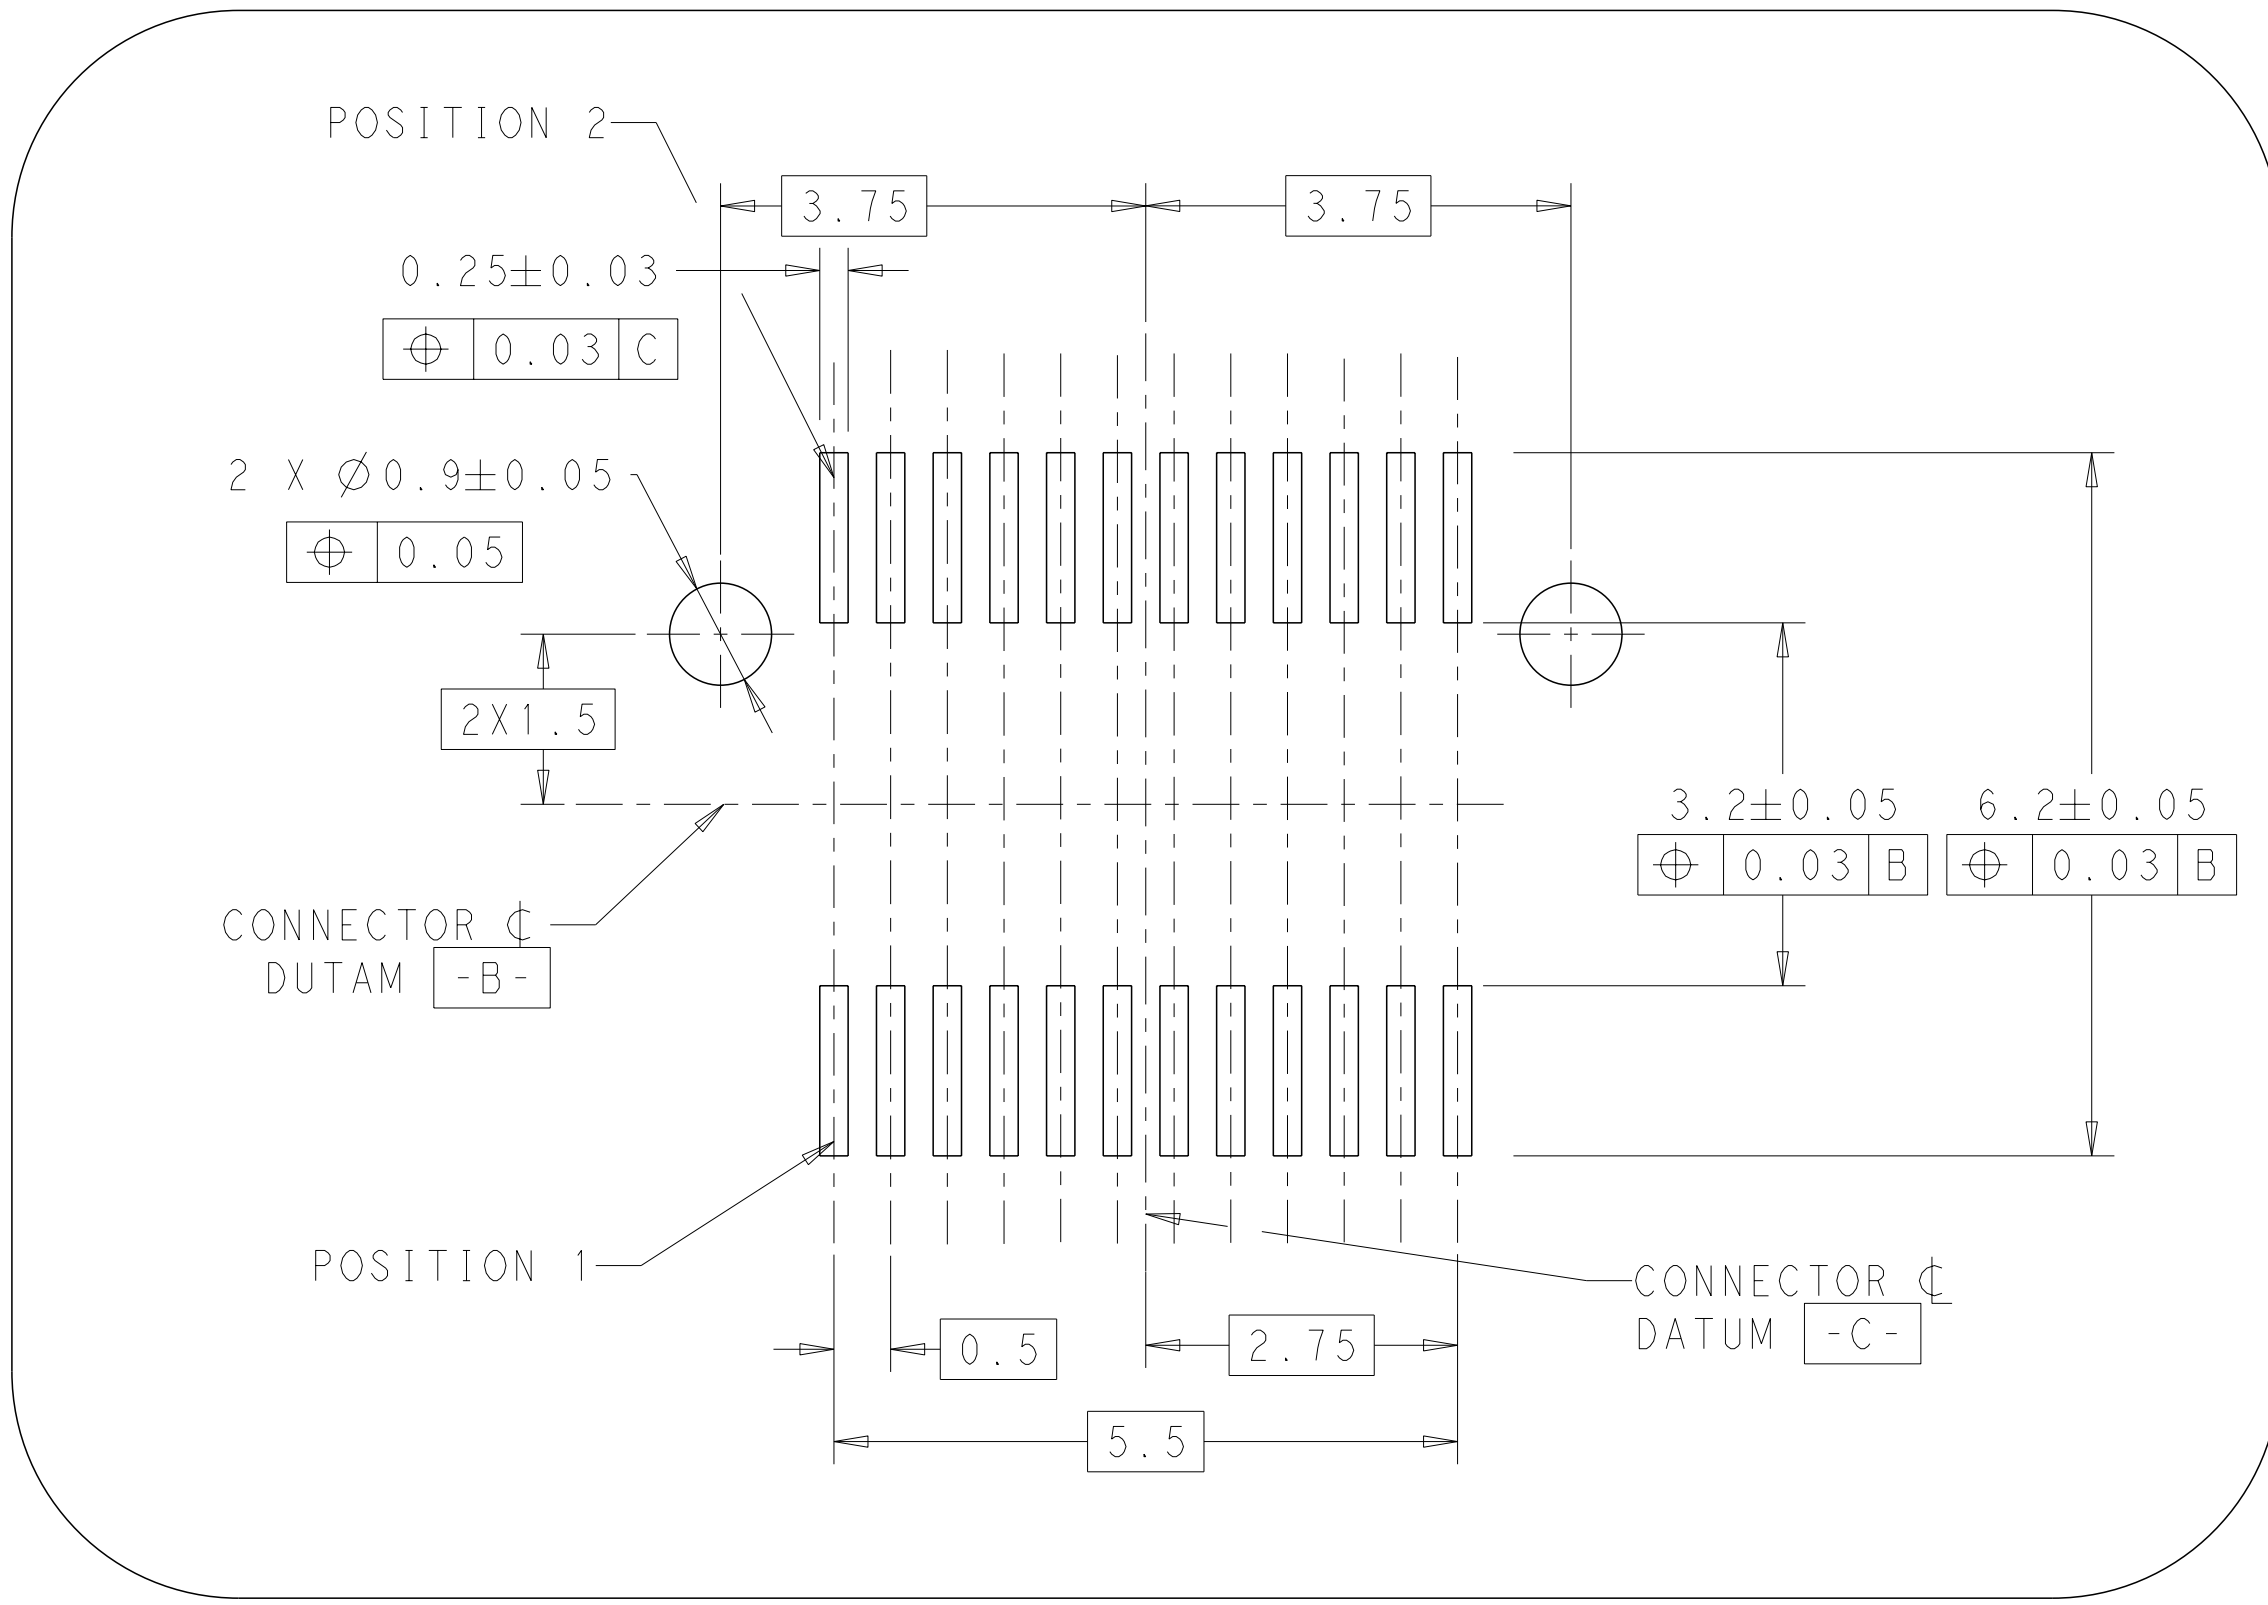 POSITION 2
3.75
3.75
0.25±0.03
⌖ 0.03 C
2 X Ø0.9±0.05
⌖ 0.05
2X1.5
3.2±0.05
⌖ 0.03 B
6.2±0.05
⌖ 0.03 B
CONNECTOR ℄
DUTAM -B-
POSITION 1
CONNECTOR ℄
DATUM -C-
0.5
2.75
5.5